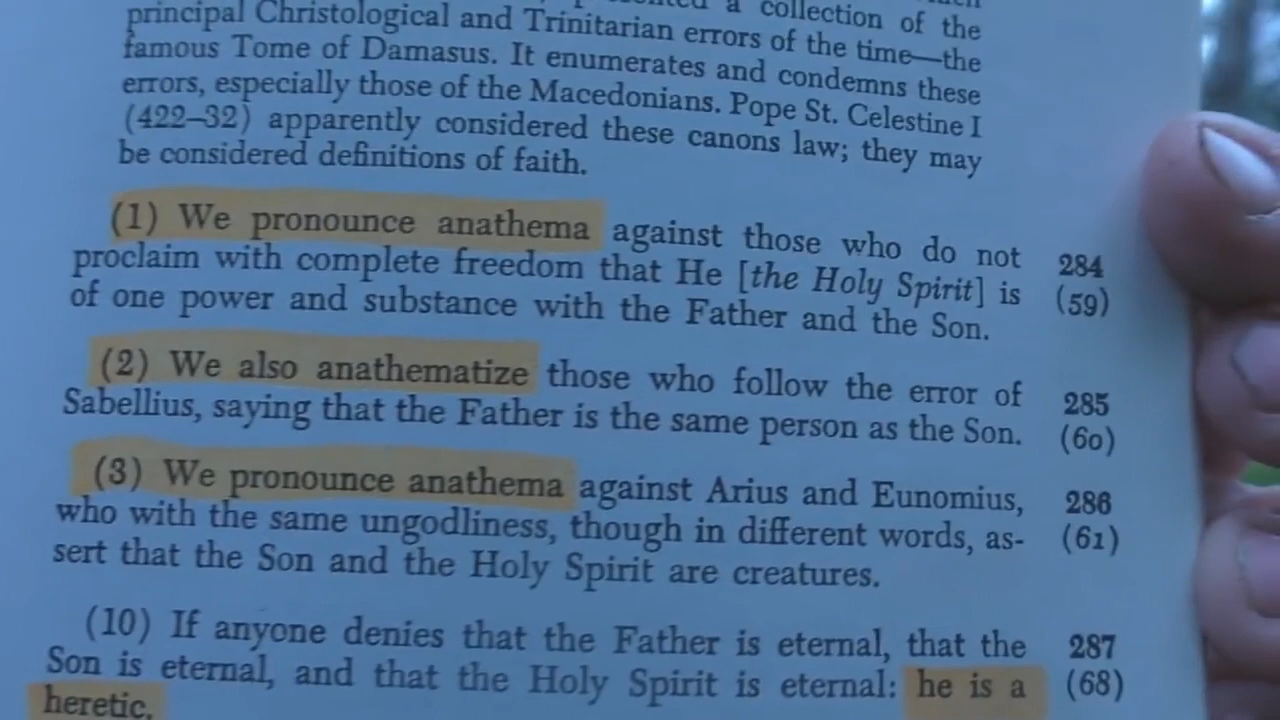 a collection of the
principal Christological and Trinitarian errors of the time—the
famous Tome of Damasus. It enumerates and condemns these
errors, especially those of the Macedonians. Pope St. Celestine I
(422–32) apparently considered these canons law; they may
be considered definitions of faith.
(1) We pronounce anathema against those who do not
proclaim with complete freedom that He [the Holy Spirit] is 284
of one power and substance with the Father and the Son. (59)
(2) We also anathematize those who follow the error of 285
Sabellius, saying that the Father is the same person as the Son. (60)
(3) We pronounce anathema against Arius and Eunomius, 286
who with the same ungodliness, though in different words, as- (61)
sert that the Son and the Holy Spirit are creatures.
(10) If anyone denies that the Father is eternal, that the 287
Son is eternal, and that the Holy Spirit is eternal: he is a (68)
heretic.